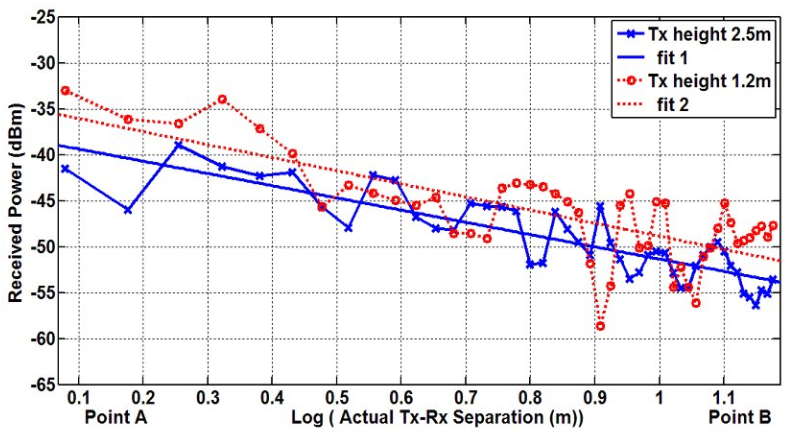 -25
-30
-35
-40
-45
-50
-55
-60
-65
Received Power (dBm)
Tx height 2.5m
fit 1
Tx height 1.2m
fit 2
0.1 0.2 0.3 0.4 0.5 0.6 0.7 0.8 0.9 1 1.1
Point A Log ( Actual Tx-Rx Separation (m)) Point B